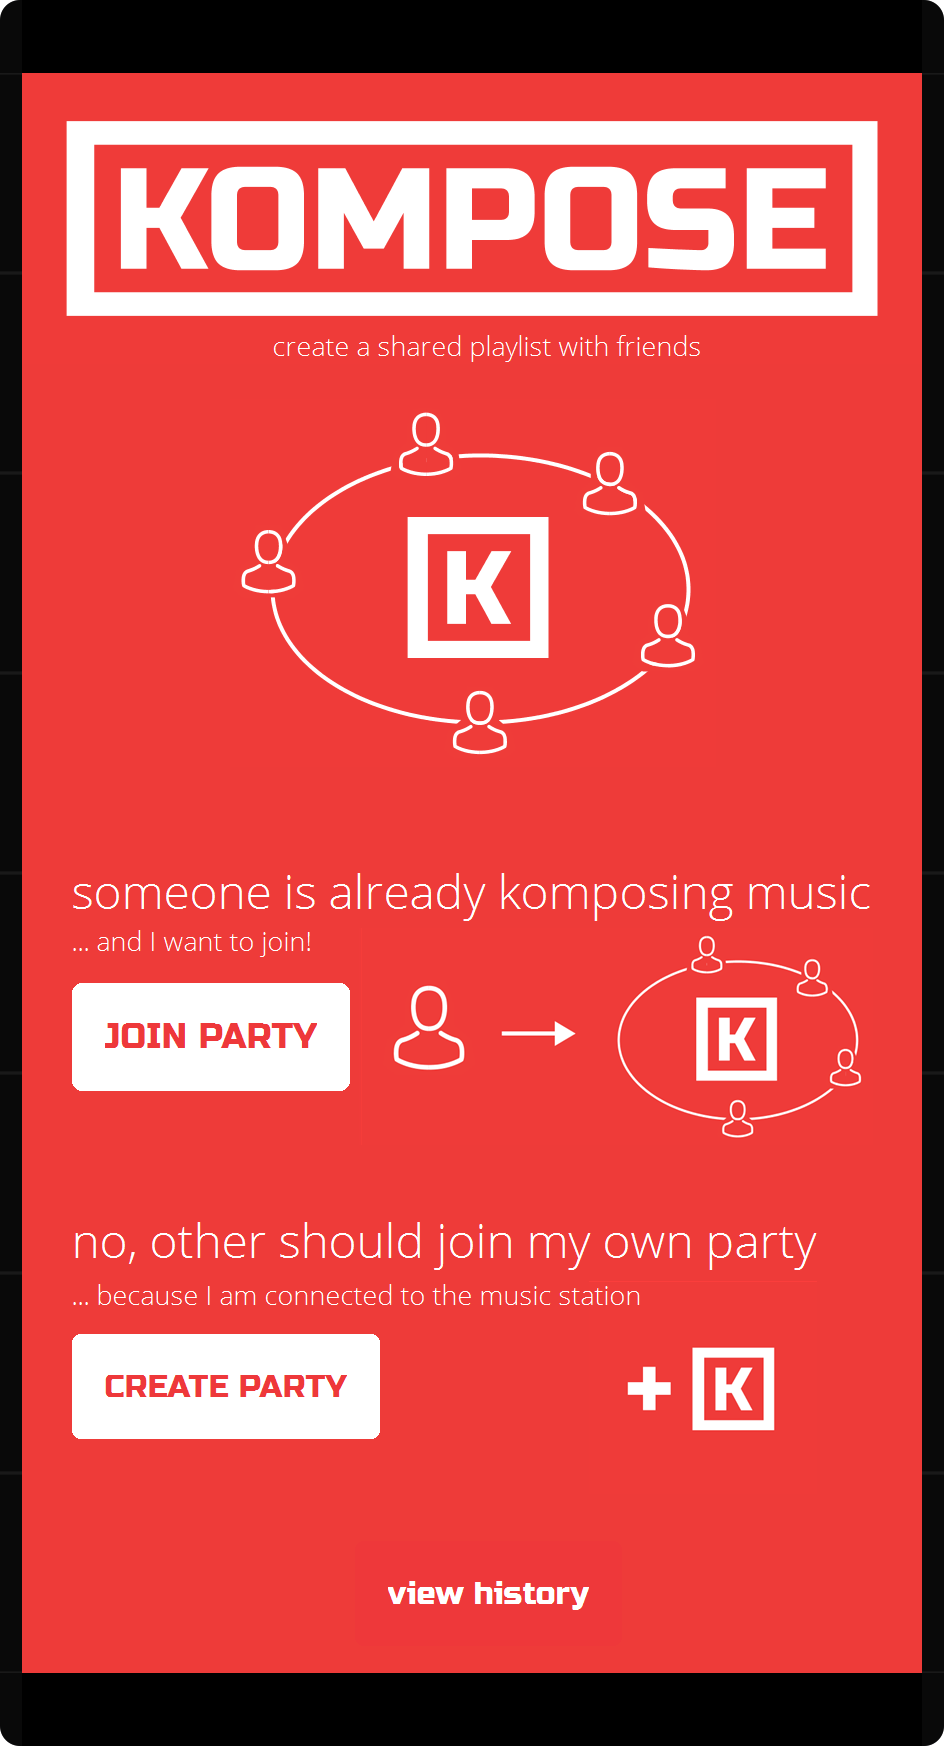 KOMPOSE
create a shared playlist with friends
K
someone is already komposing music
... and I want to join!
JOIN PARTY
K
no, other should join my own party
... because I am connected to the music station
CREATE PARTY
+ K
view history